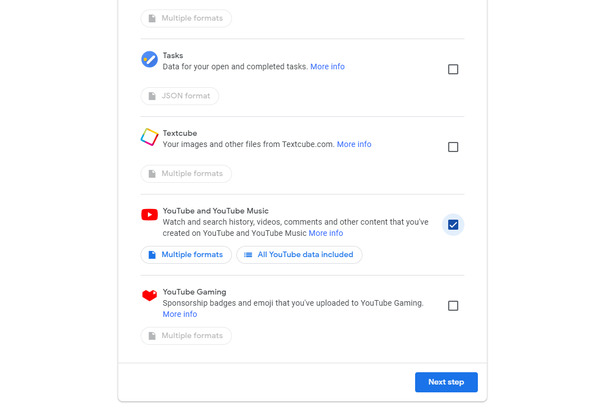 Multiple formats
Tasks
Data for your open and completed tasks. More info
JSON format
Textcube
Your images and other files from Textcube.com. More info
Multiple formats
YouTube and YouTube Music
Watch and search history, videos, comments and other content that you've
created on YouTube and YouTube Music More info
Multiple formats
All YouTube data included
YouTube Gaming
Sponsorship badges and emoji that you've uploaded to YouTube Gaming.
More info
Multiple formats
Next step